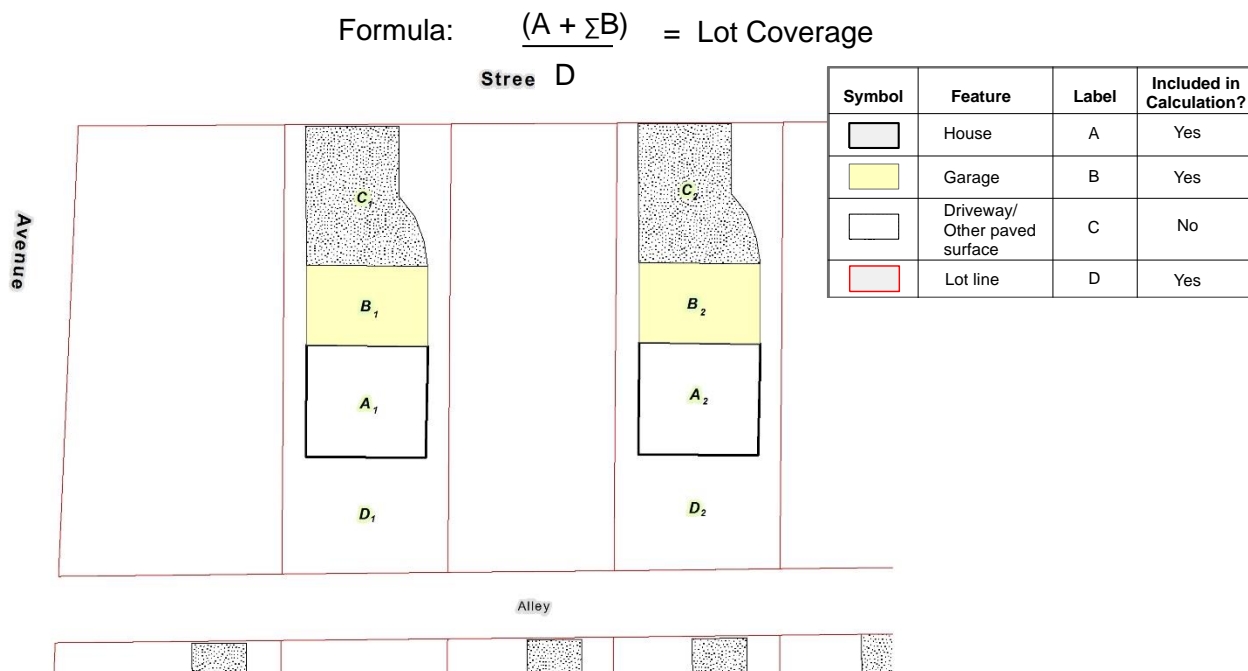 Formula: (A + ∑B) = Lot Coverage
D
Stree
Symbol Feature Label Included in Calculation?
House A Yes
Garage B Yes
Driveway/
Other paved
surface C No
Lot line D Yes
Avenue
C1
C2
B1
B2
A1
A2
D1
D2
Alley